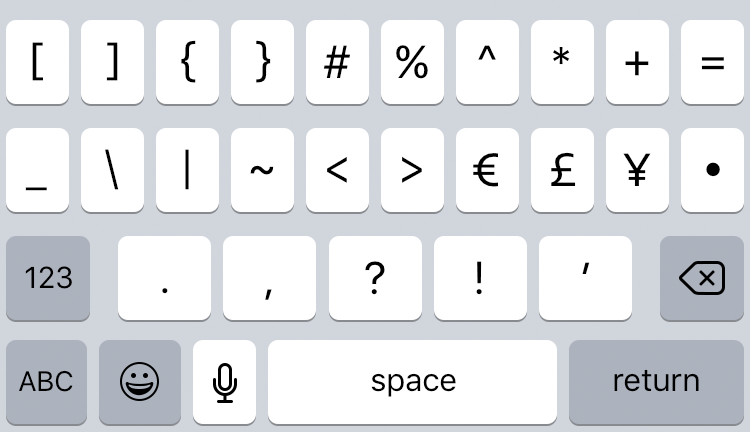 [ ] { } # % ^ * + =
_ \ | ~ < > € £ ¥ •
123 . , ? ! ′
ABC space return